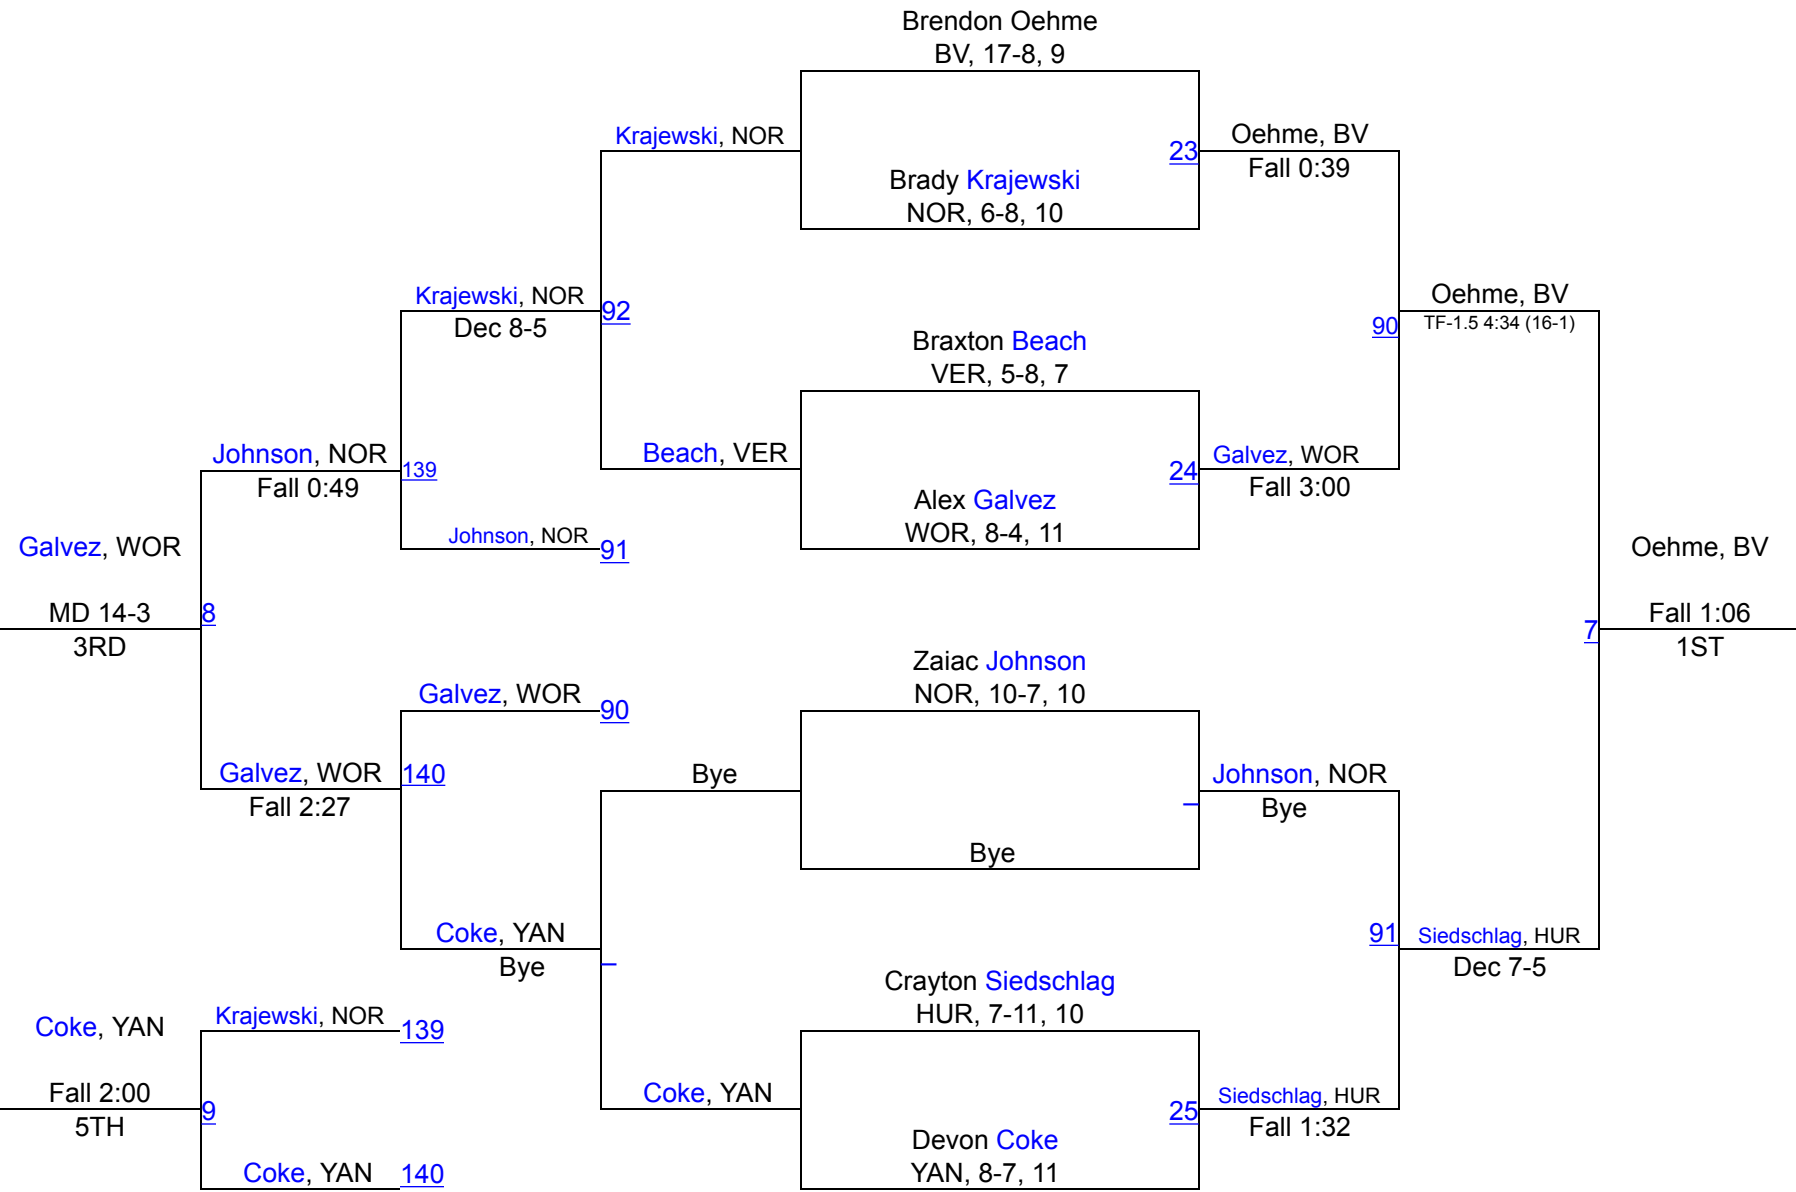 Brendon Oehme
BV, 17-8, 9
Krajewski, NOR
23
Oehme, BV
Fall 0:39
Brady Krajewski
NOR, 6-8, 10
Krajewski, NOR
Dec 8-5
92
Oehme, BV
TF-1.5 4:34 (16-1)
90
Braxton Beach
VER, 5-8, 7
Johnson, NOR
Fall 0:49
139
Beach, VER
24
Galvez, WOR
Fall 3:00
Alex Galvez
WOR, 8-4, 11
Johnson, NOR
91
Galvez, WOR
MD 14-3
3RD
8
Oehme, BV
Fall 1:06
1ST
7
Zaiac Johnson
NOR, 10-7, 10
Galvez, WOR
90
Galvez, WOR
Fall 2:27
140
Bye
Johnson, NOR
Bye
Bye
Coke, YAN
Bye
91
Siedschlag, HUR
Dec 7-5
Crayton Siedschlag
HUR, 7-11, 10
Krajewski, NOR
139
Coke, YAN
Fall 2:00
5TH
9
Coke, YAN
25
Siedschlag, HUR
Fall 1:32
Devon Coke
YAN, 8-7, 11
Coke, YAN
140